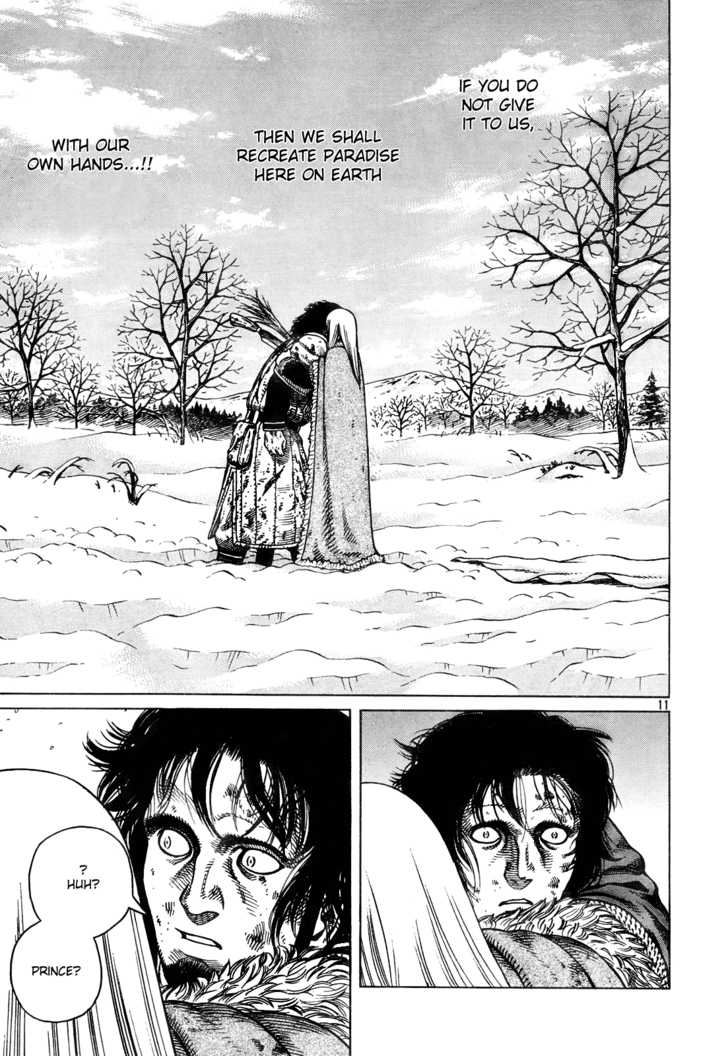 IF YOU DO
NOT GIVE
IT TO US,
THEN WE SHALL
RECREATE PARADISE
HERE ON EARTH
WITH OUR
OWN HANDS...!!
11
?
HUH?
PRINCE?